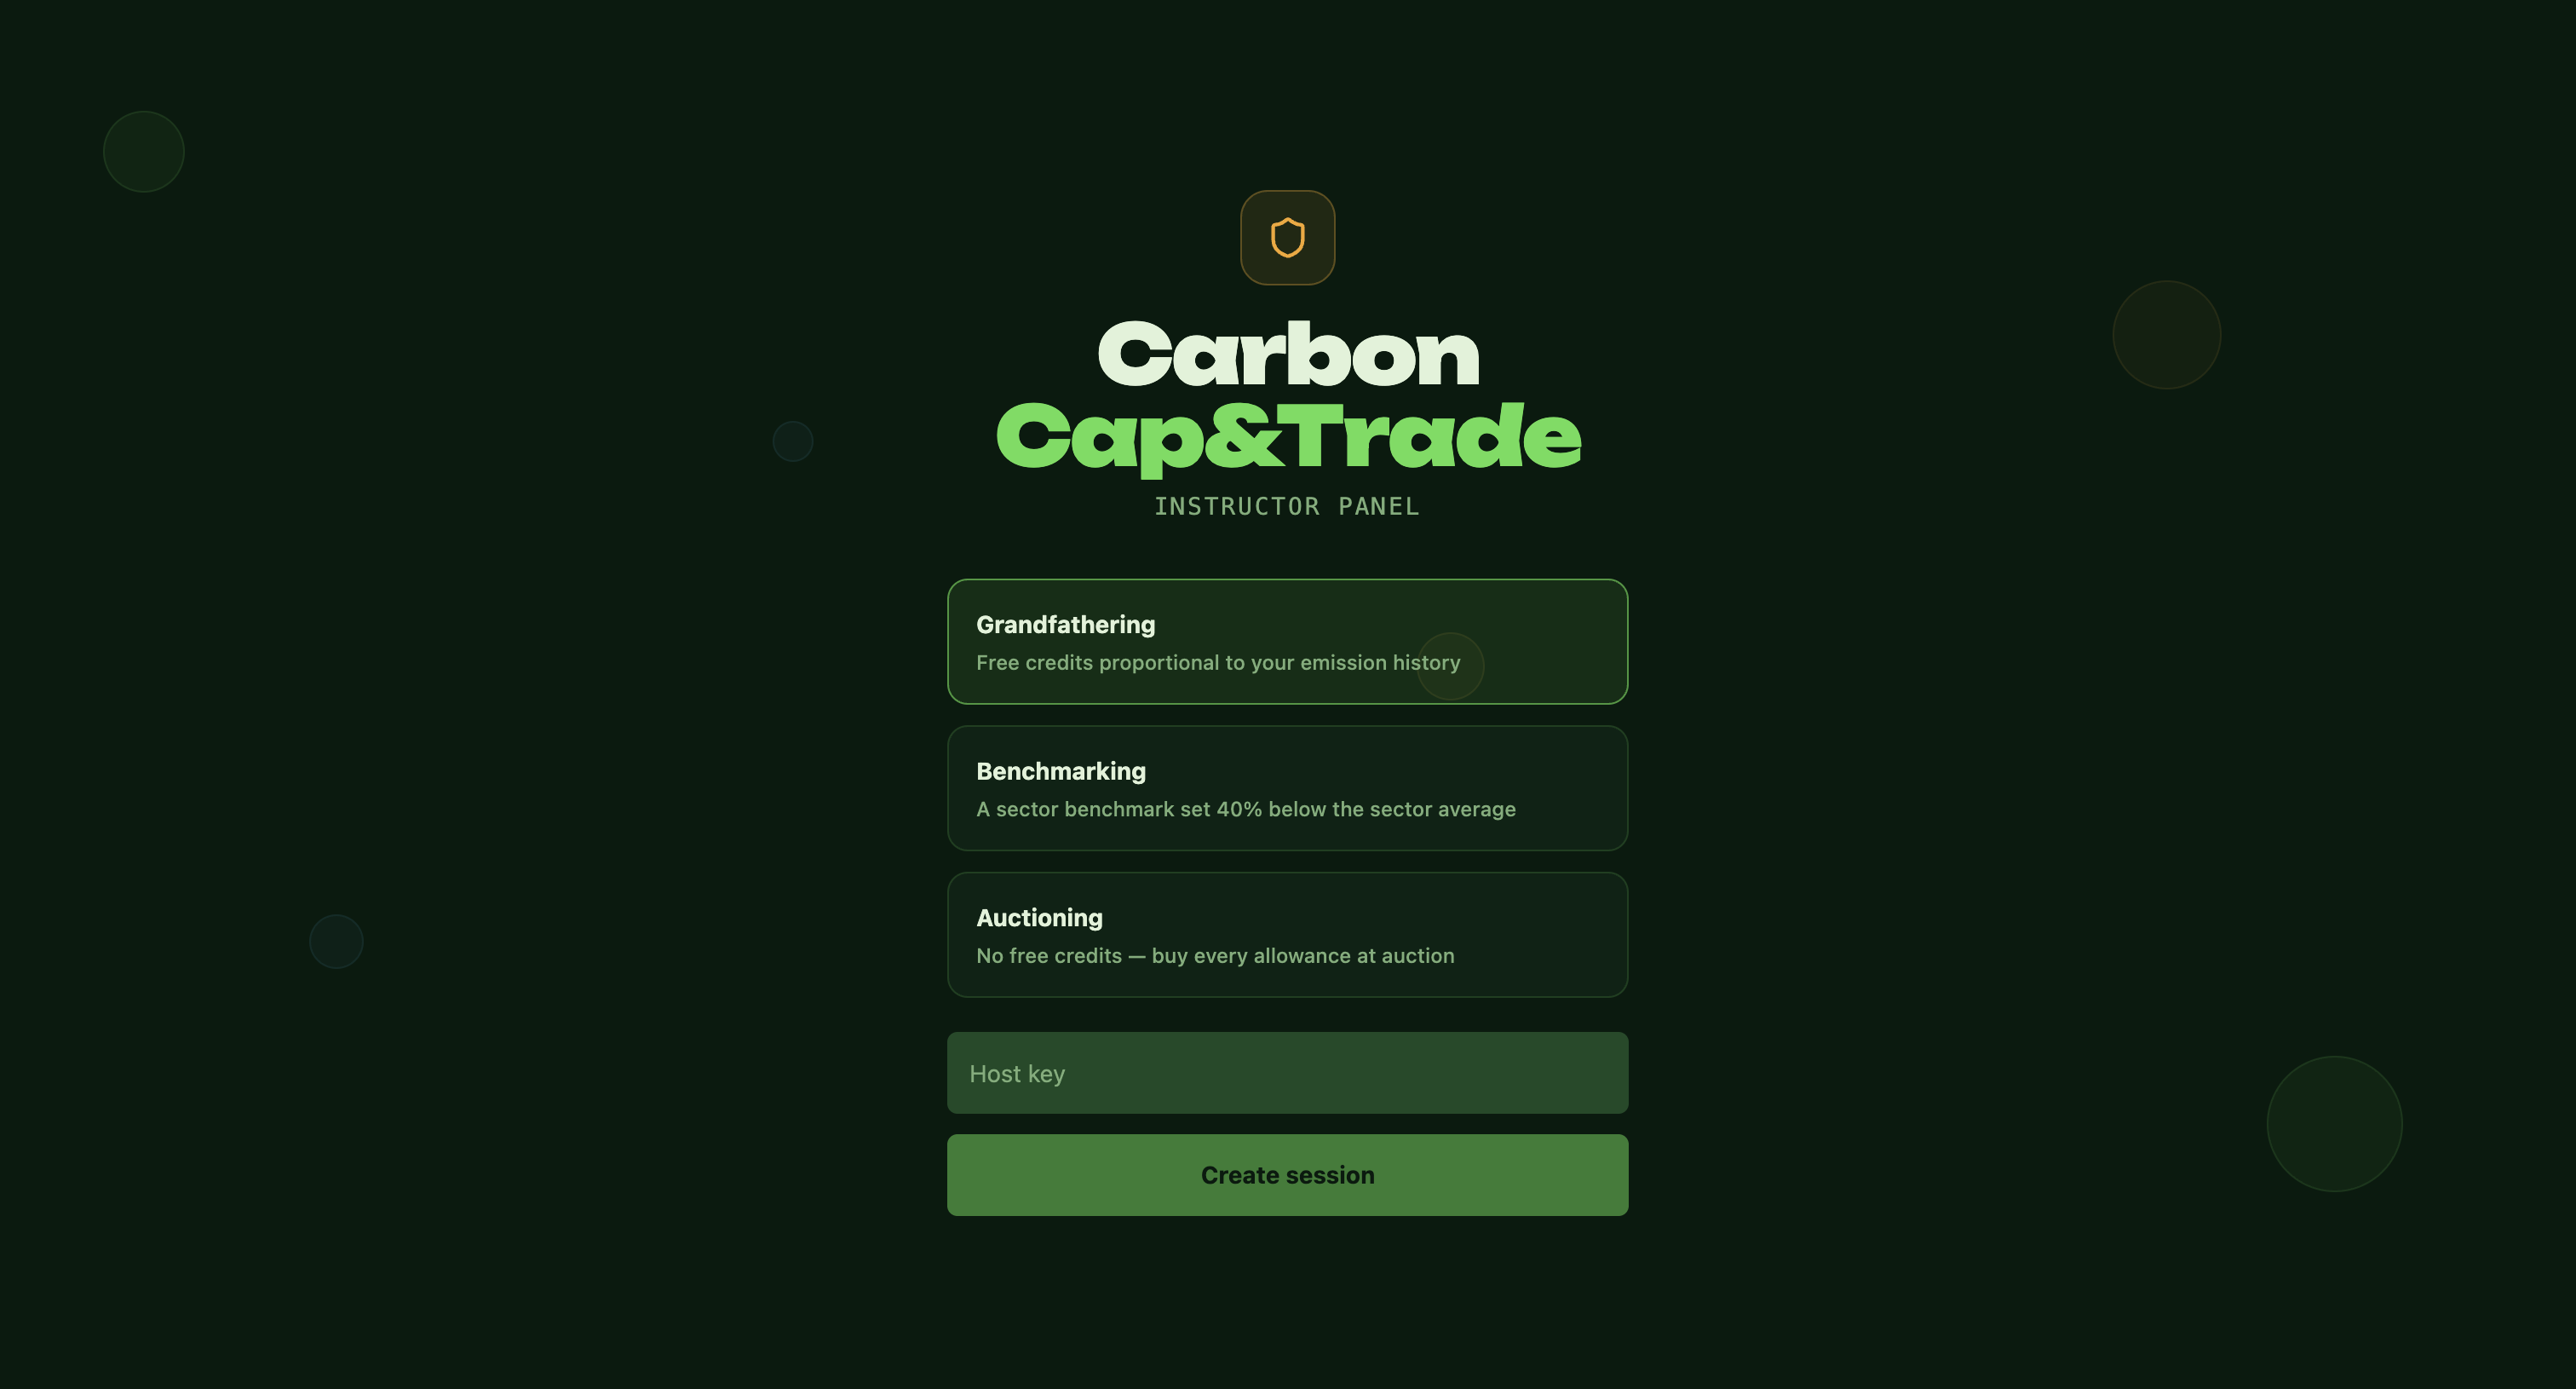 Carbon
Cap&Trade
INSTRUCTOR PANEL
Grandfathering
Free credits proportional to your emission history
Benchmarking
A sector benchmark set 40% below the sector average
Auctioning
No free credits — buy every allowance at auction
Host key
Create session